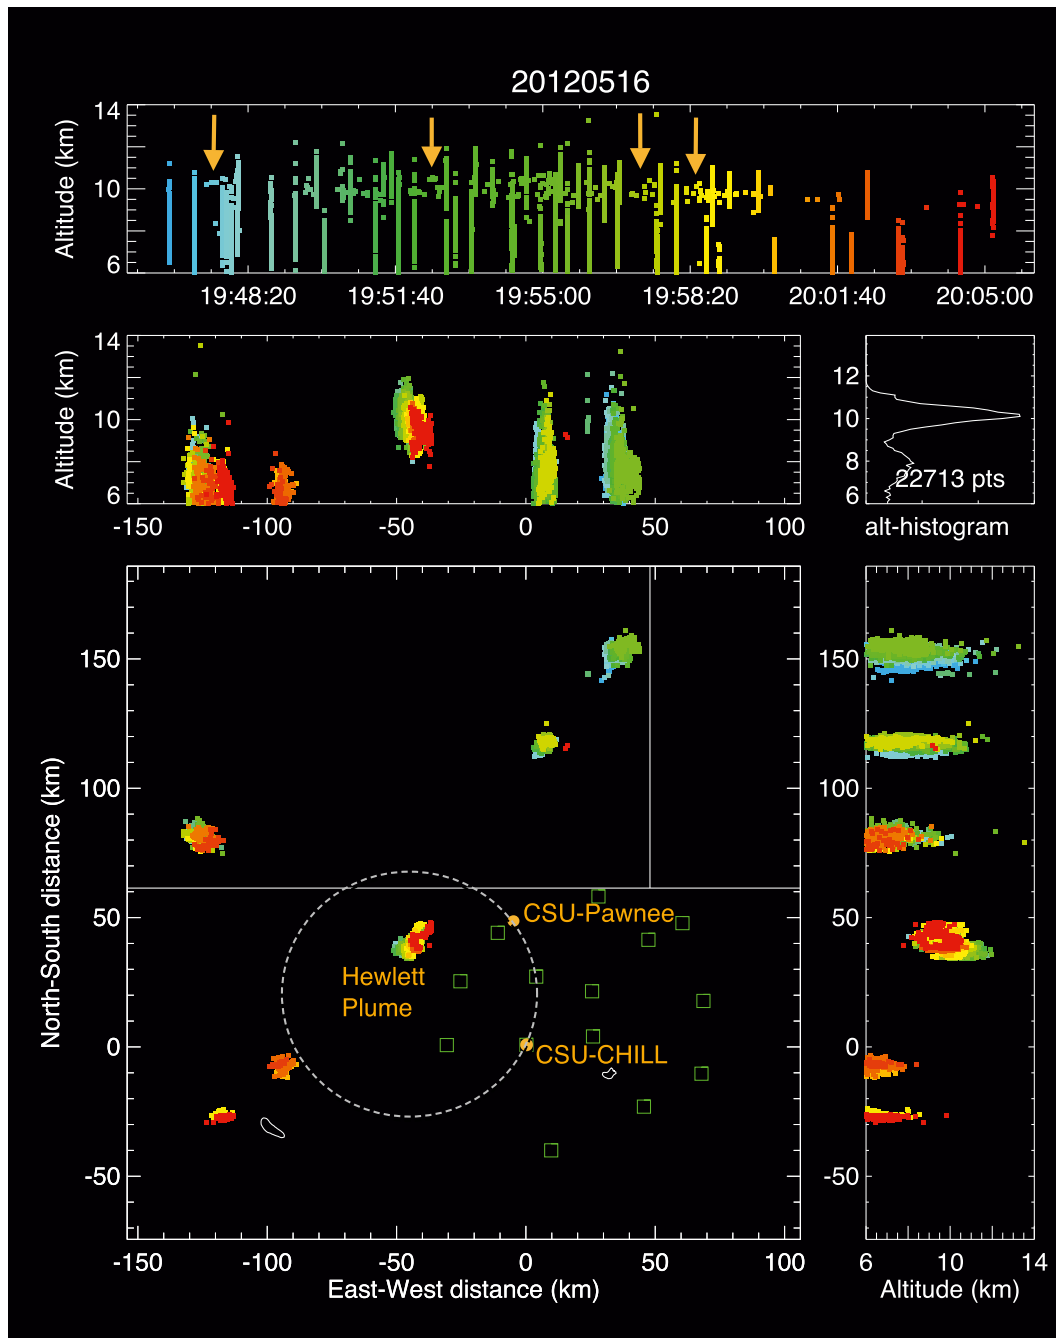 20120516
Altitude (km)
14
10
6
19:48:20 19:51:40 19:55:00 19:58:20 20:01:40 20:05:00
Altitude (km)
14
10
6
-150 -100 -50 0 50 100
12
10
8
6
22713 pts
alt-histogram
North-South distance (km)
150
100
50
0
-50
CSU-Pawnee
Hewlett
Plume
CSU-CHILL
-150 -100 -50 0 50 100
East-West distance (km)
150
100
50
0
-50
6 10 14
Altitude (km)